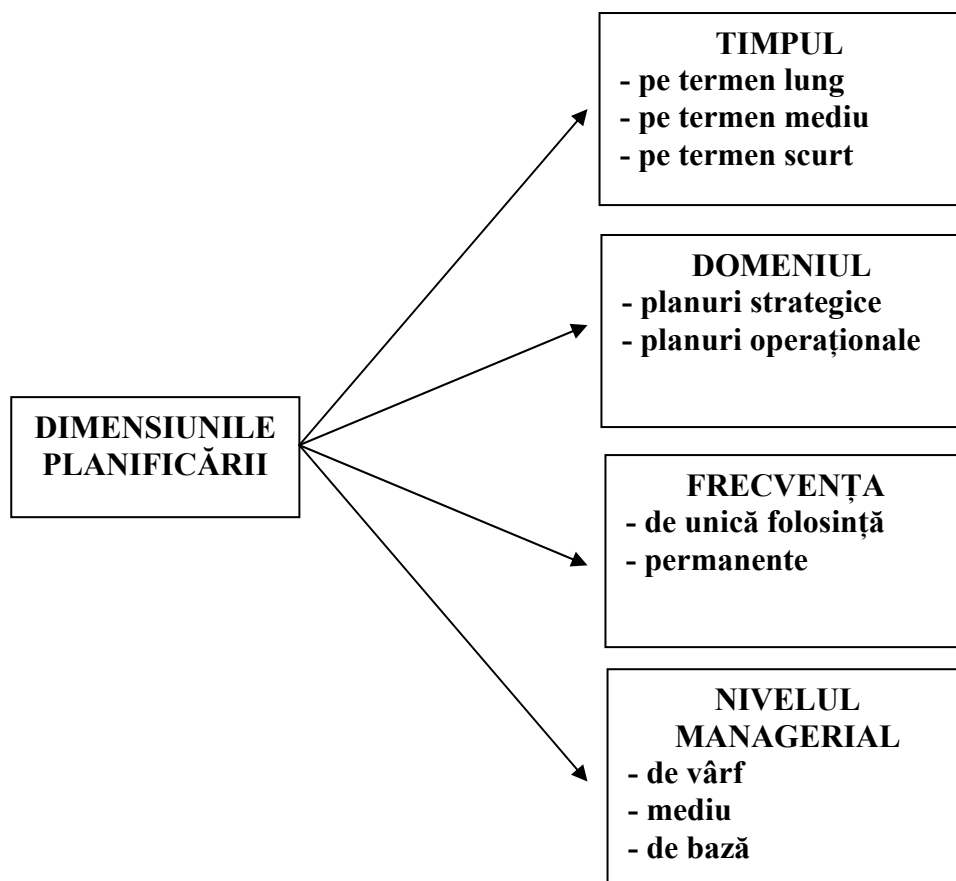 DIMENSIUNILE
PLANIFICĂRII
TIMPUL
- pe termen lung
- pe termen mediu
- pe termen scurt
DOMENIUL
- planuri strategice
- planuri operaționale
FRECVENȚA
- de unică folosință
- permanente
NIVELUL
MANAGERIAL
- de vârf
- mediu
- de bază